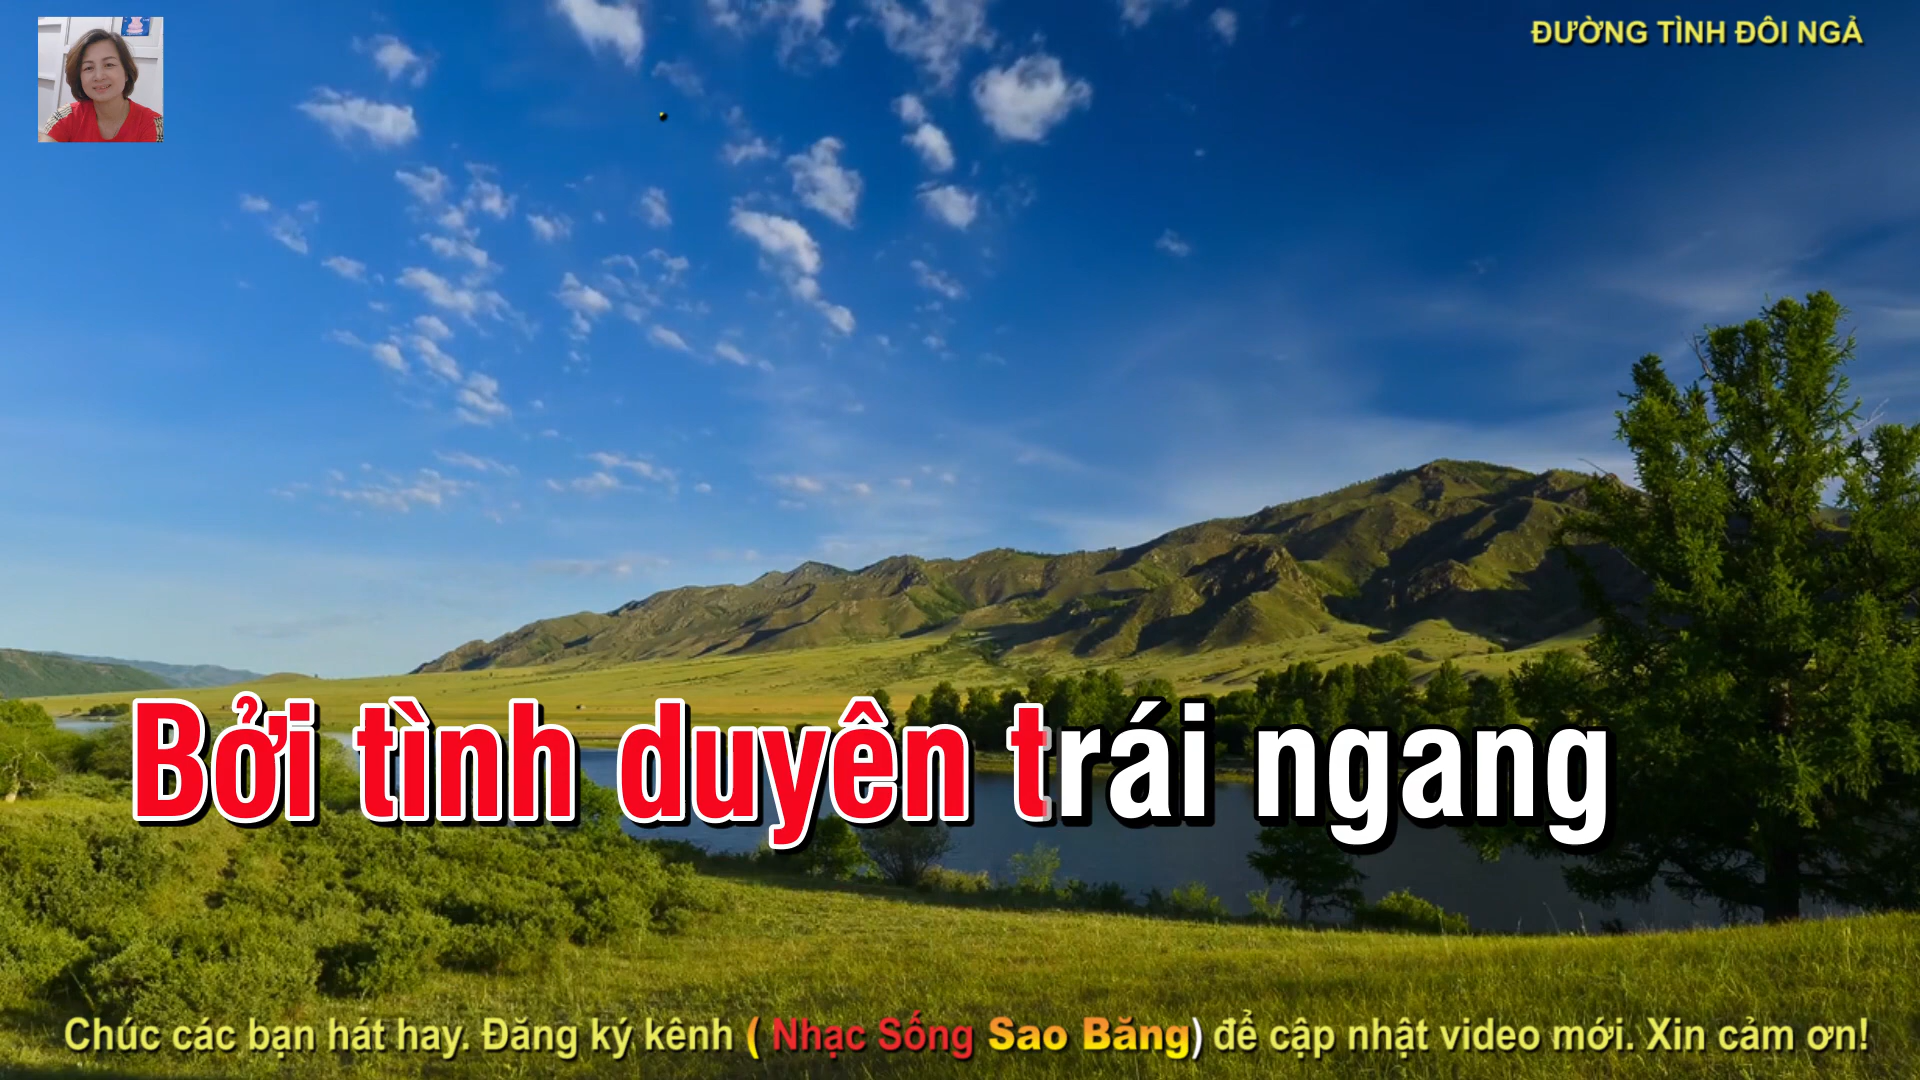 ĐƯỜNG TÌNH ĐÔI NGẢ
Bởi tình duyên trái ngang
Chúc các bạn hát hay. Đăng ký kênh ( Nhạc Sống Sao Băng) để cập nhật video mới. Xin cảm ơn!